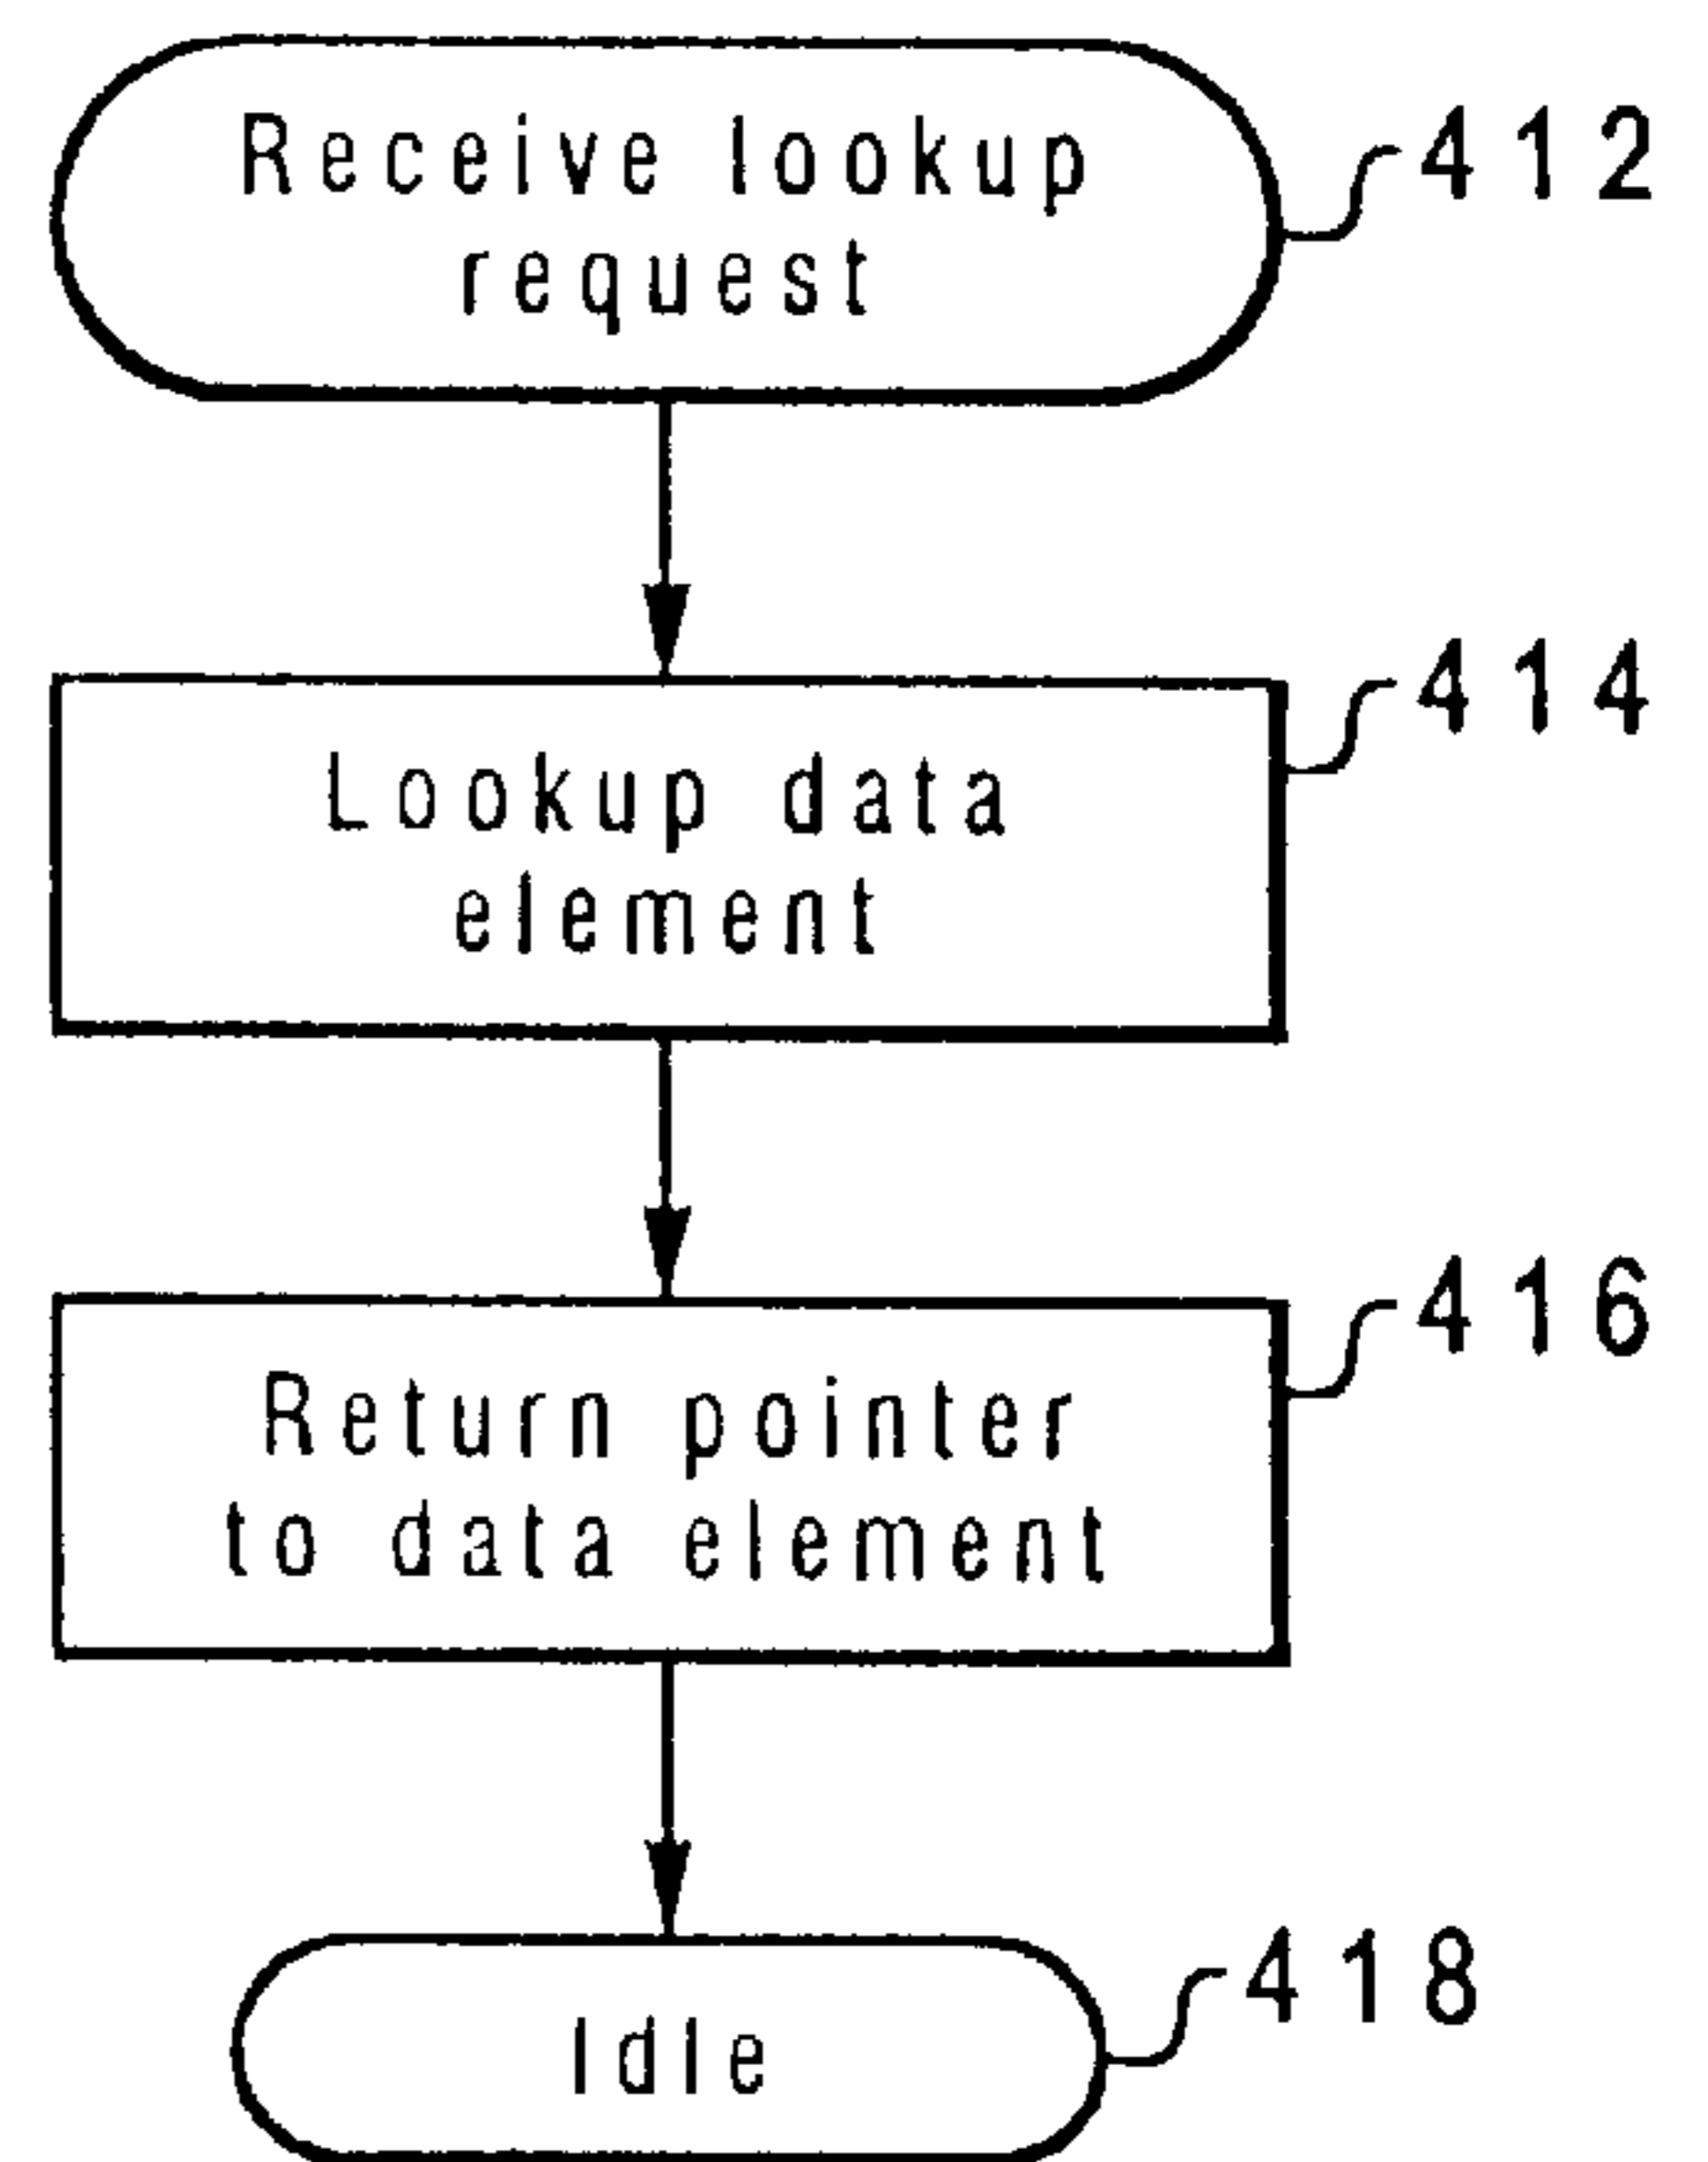 Receive lookup
request
412
Lookup data
element
414
Return pointer
to data element
416
Idle
418